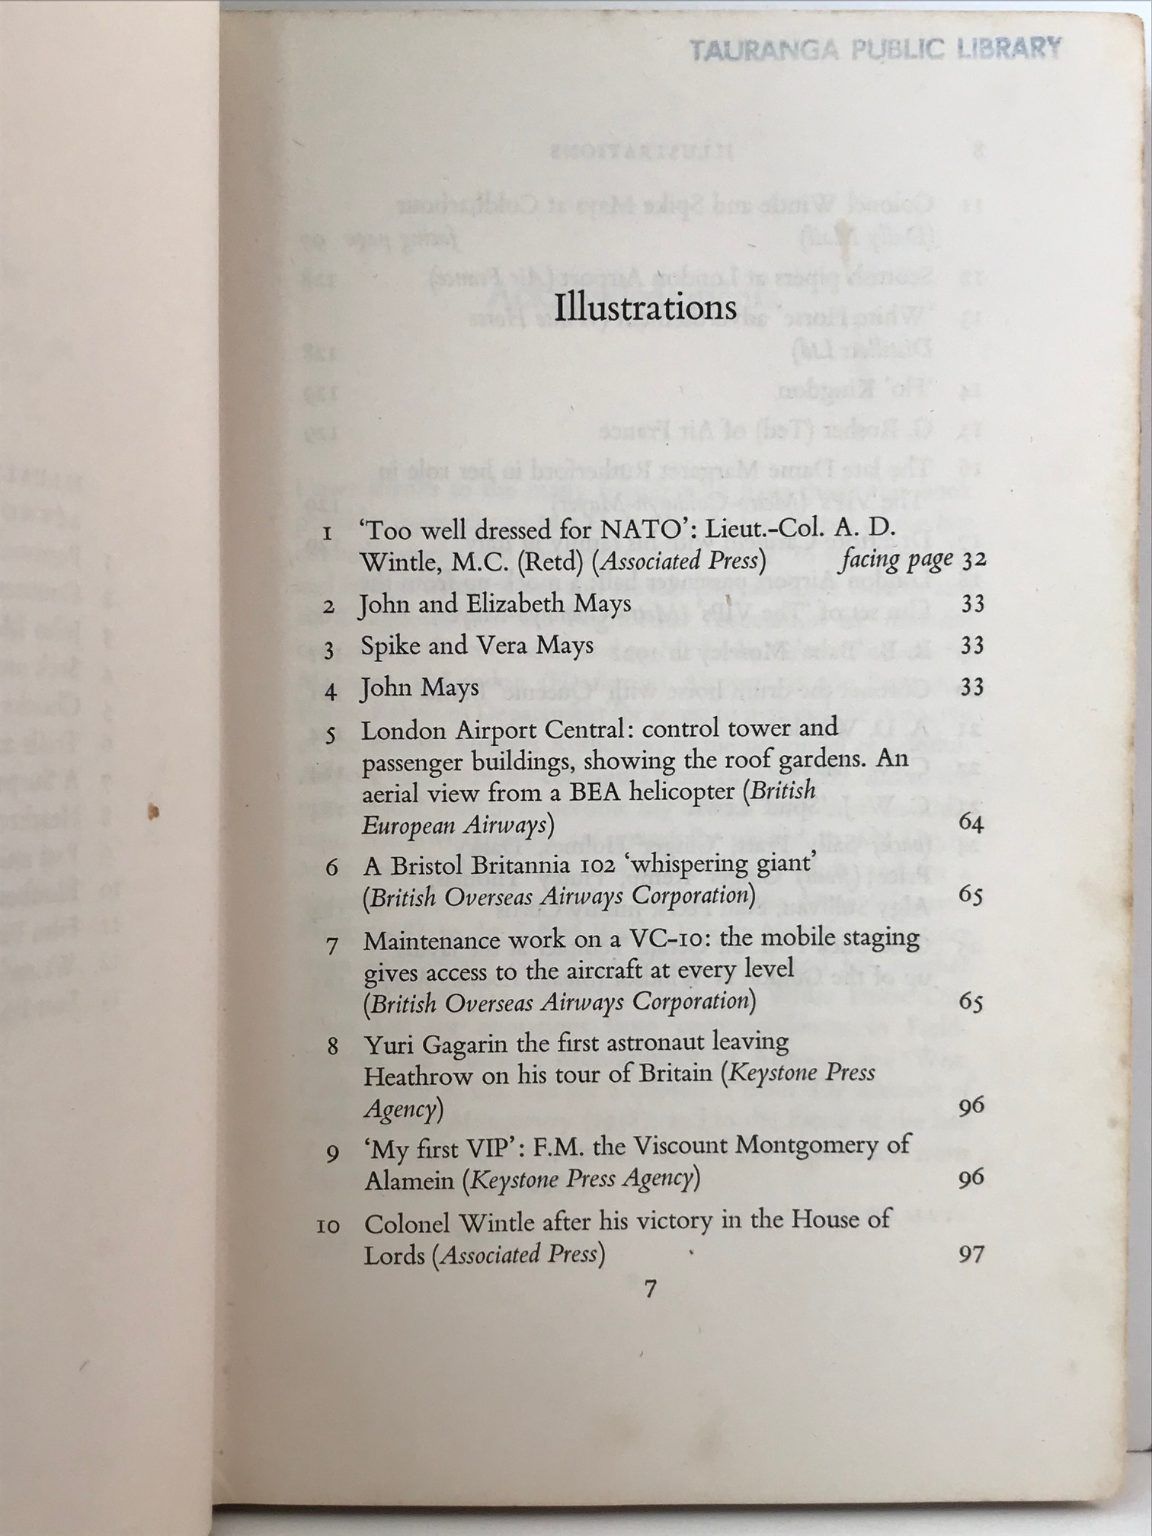 TAURANGA PUBLIC LIBRARY
Illustrations
1 ‘Too well dressed for NATO’: Lieut.-Col. A. D.
Wintle, M.C. (Retd) (Associated Press) facing page 32
2 John and Elizabeth Mays 33
3 Spike and Vera Mays 33
4 John Mays 33
5 London Airport Central: control tower and
passenger buildings, showing the roof gardens. An
aerial view from a BEA helicopter (British
European Airways) 64
6 A Bristol Britannia 102 ‘whispering giant’
(British Overseas Airways Corporation) 65
7 Maintenance work on a VC-10: the mobile staging
gives access to the aircraft at every level
(British Overseas Airways Corporation) 65
8 Yuri Gagarin the first astronaut leaving
Heathrow on his tour of Britain (Keystone Press
Agency) 96
9 ‘My first VIP’: F.M. the Viscount Montgomery of
Alamein (Keystone Press Agency) 96
10 Colonel Wintle after his victory in the House of
Lords (Associated Press) 97
7